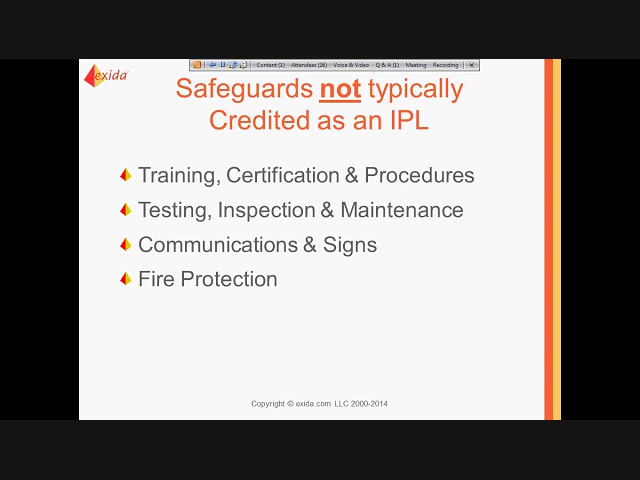 Content (1) Attendees (26) Voice & Video Q & A (1) Meeting Recording
exida
Safeguards not typically
Credited as an IPL
Training, Certification & Procedures
Testing, Inspection & Maintenance
Communications & Signs
Fire Protection
Copyright © exida.com LLC 2000-2014